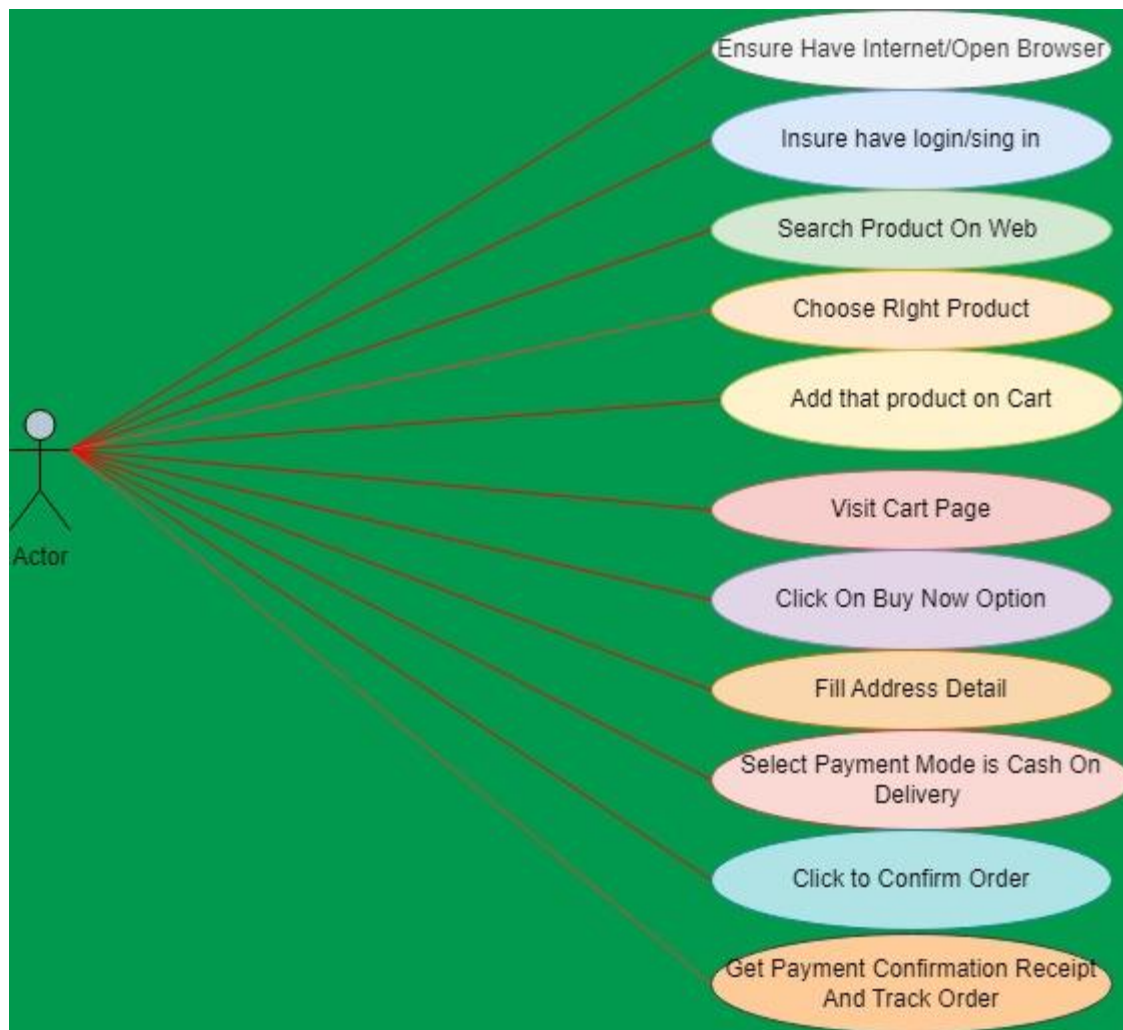 Ensure Have Internet/Open Browser
Insure have login/sing in
Search Product On Web
Choose RIght Product
Add that product on Cart
Actor
Visit Cart Page
Click On Buy Now Option
Fill Address Detail
Select Payment Mode is Cash On
Delivery
Click to Confirm Order
Get Payment Confirmation Receipt
And Track Order